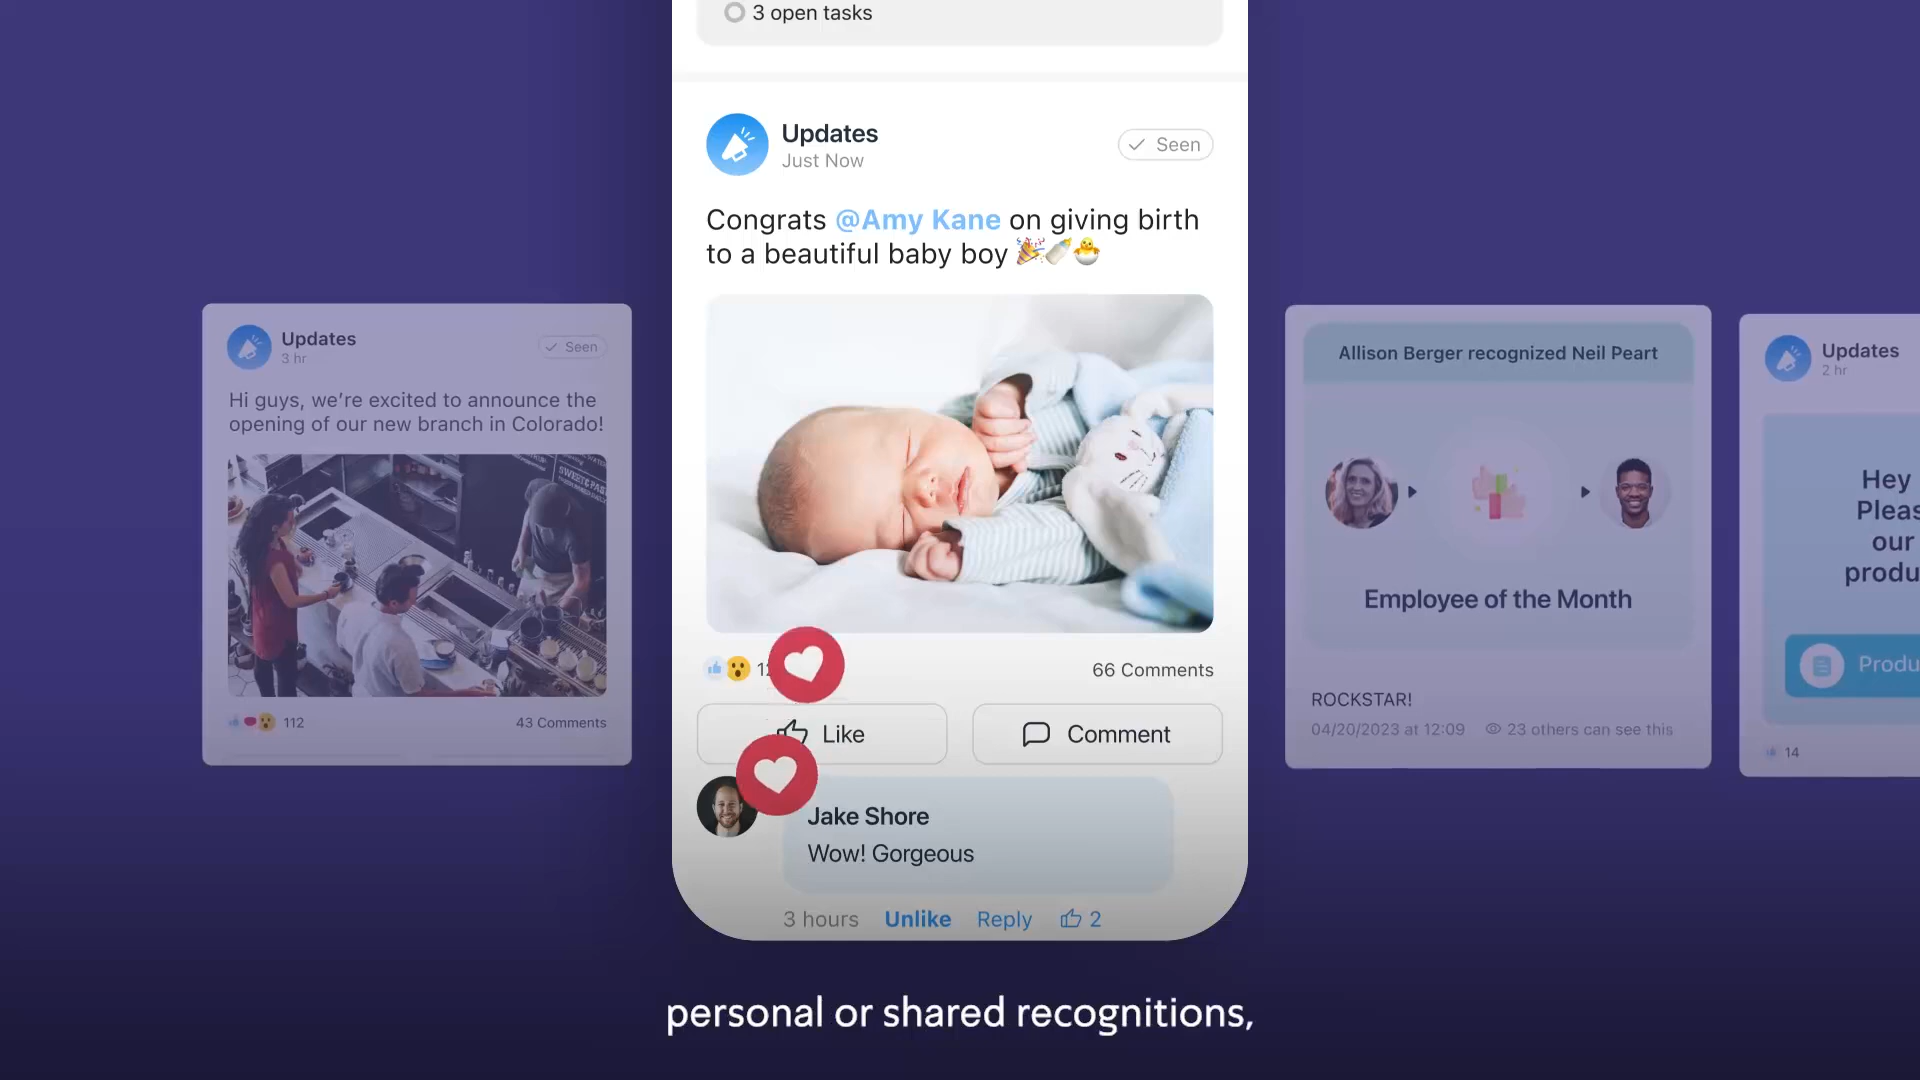 3 open tasks
Updates
Just Now
Seen
Congrats @Amy Kane on giving birth
to a beautiful baby boy 🎉🍼🐣
66 Comments
Like
Comment
Jake Shore
Wow! Gorgeous
3 hours Unlike Reply 2
Updates
3 hr
Seen
Hi guys, we’re excited to announce the
opening of our new branch in Colorado!
112
43 Comments
Allison Berger recognized Neil Peart
Employee of the Month
ROCKSTAR!
04/20/2023 at 12:09 23 others can see this
Updates
2 hr
Hey
Pleas
our
produ
Produ
14
personal or shared recognitions,